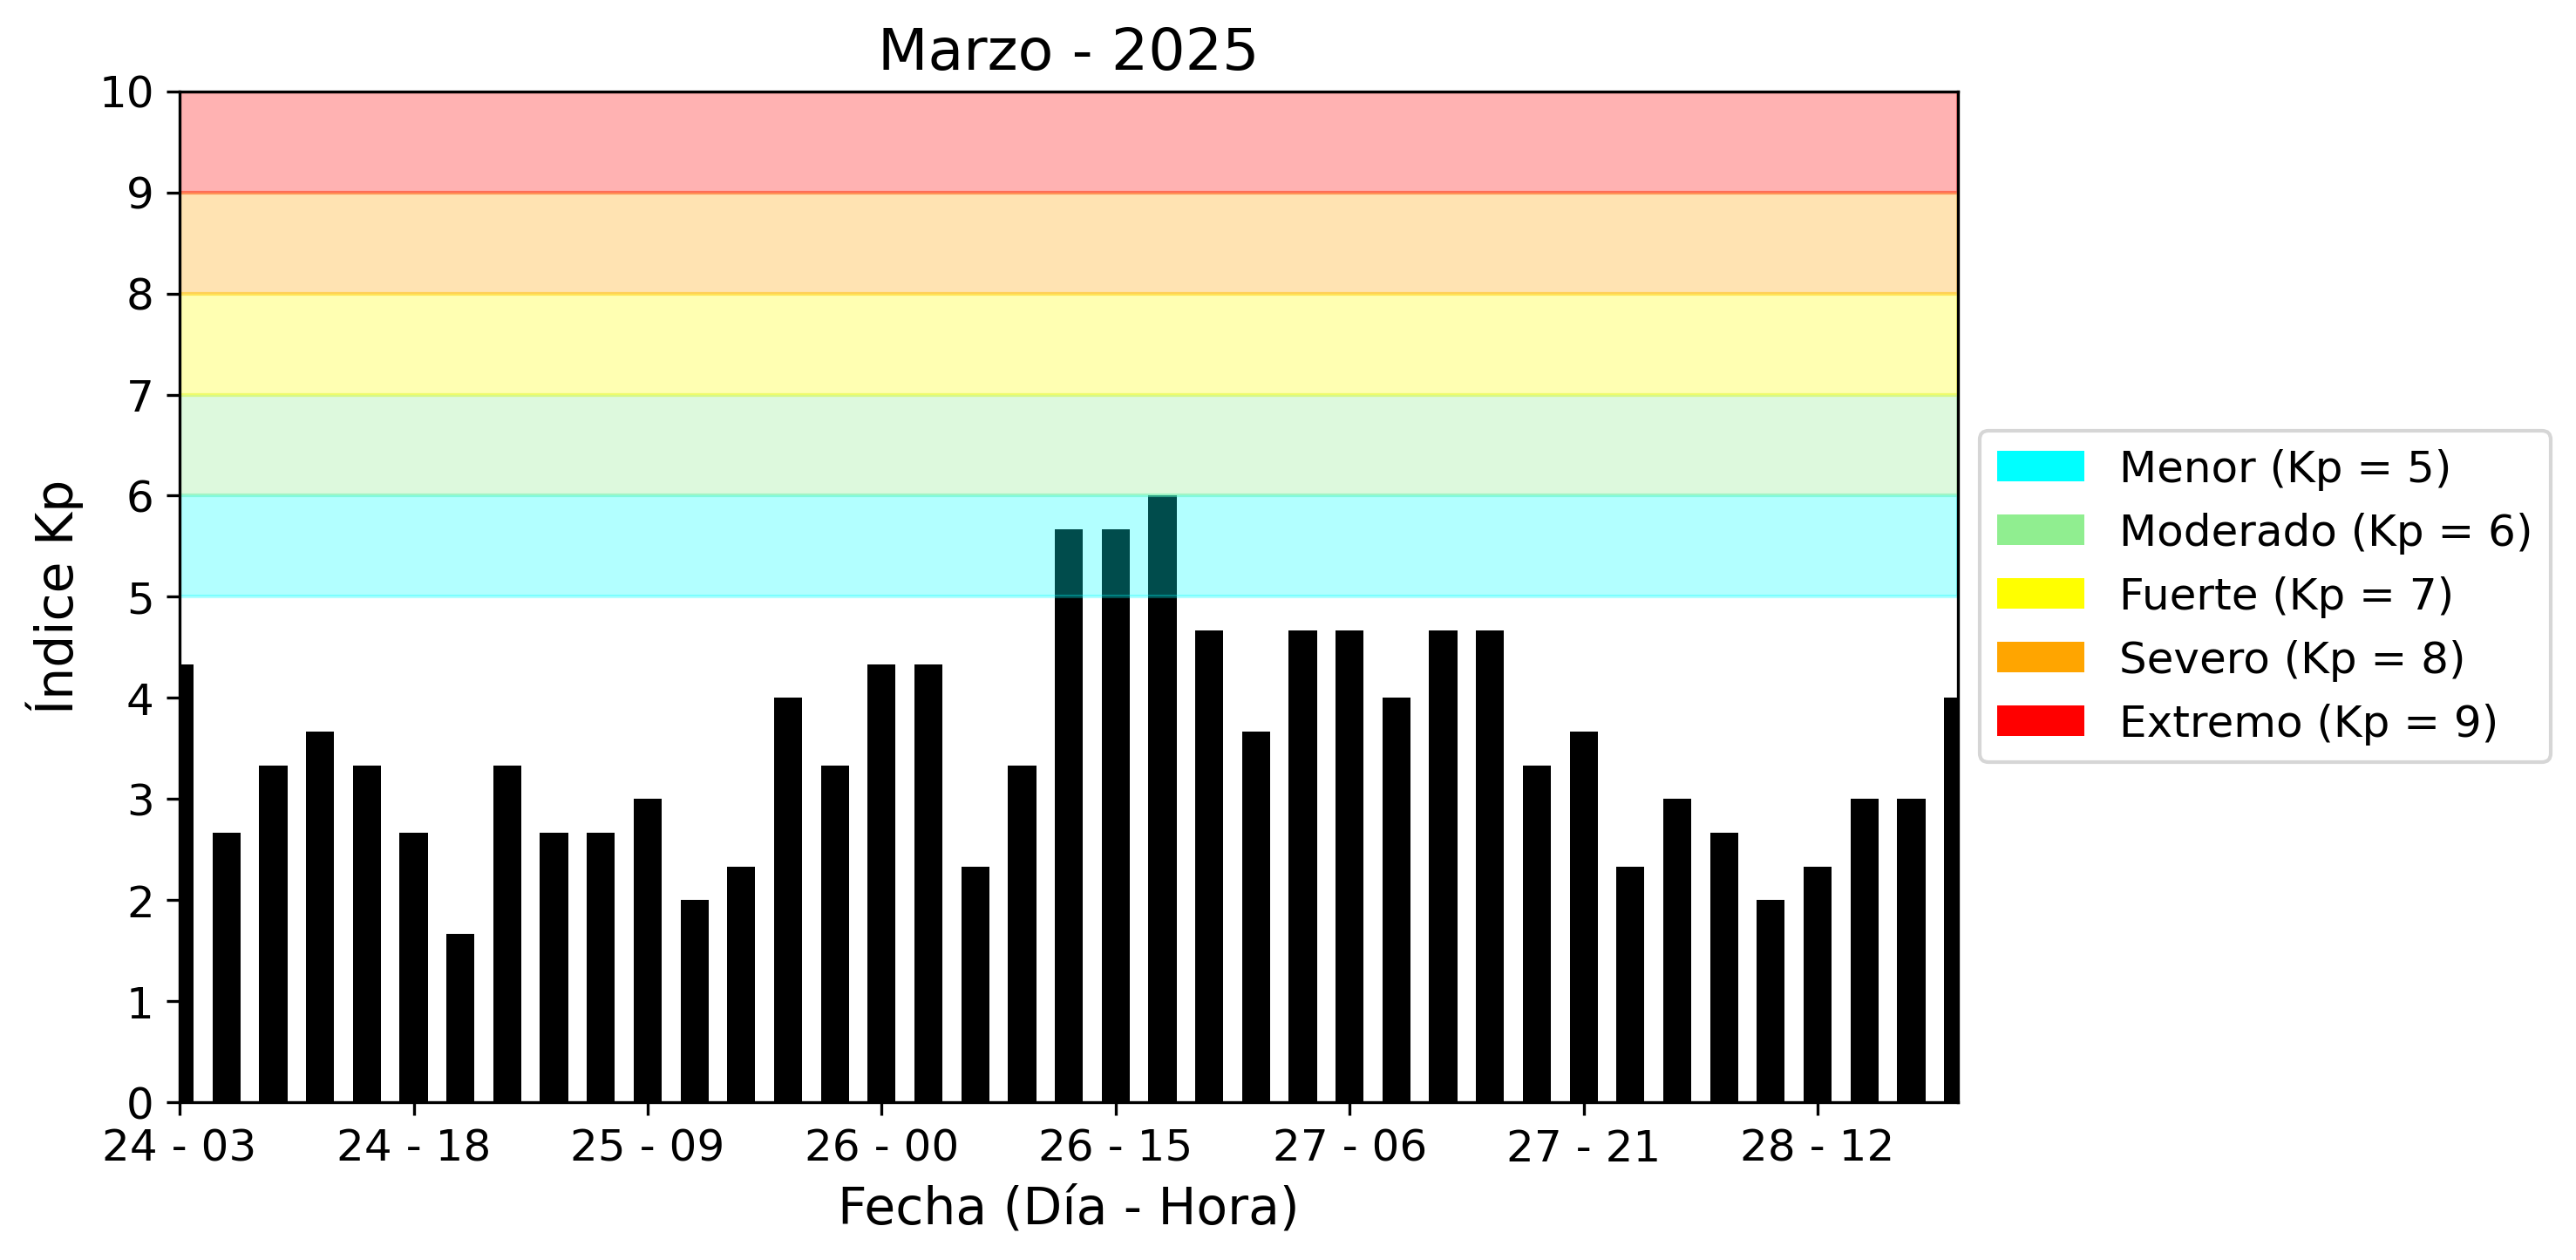 Marzo - 2025
10
9
8
7
6
5
4
3
2
1
0
Índice Kp
24 - 03
24 - 18
25 - 09
26 - 00
26 - 15
27 - 06
27 - 21
28 - 12
Fecha (Día - Hora)
Menor (Kp = 5)
Moderado (Kp = 6)
Fuerte (Kp = 7)
Severo (Kp = 8)
Extremo (Kp = 9)